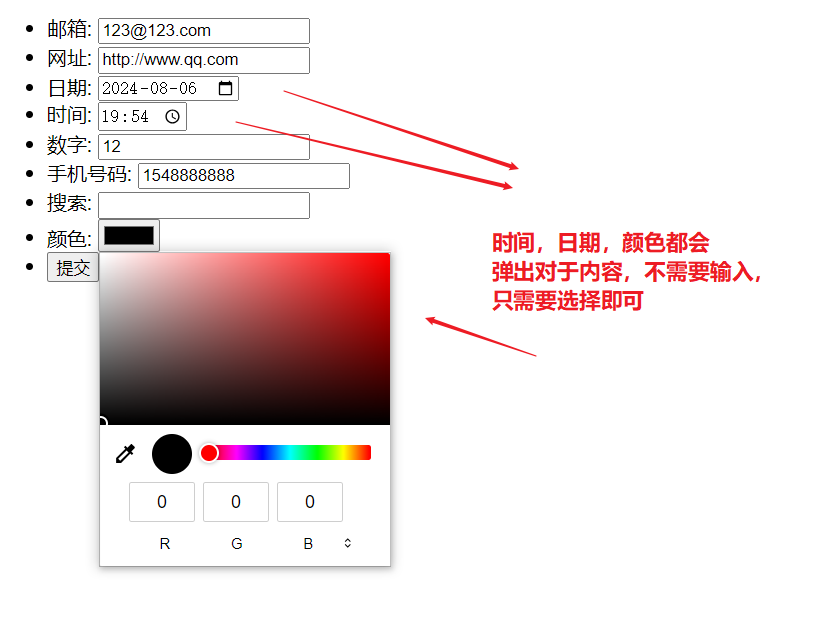 邮箱: 123@123.com
网址: http://www.qq.com
日期: 2024-08-06
时间: 19:54
数字: 12
手机号码: 1548888888
搜索:
颜色:
提交
时间，日期，颜色都会
弹出对于内容，不需要输入，
只需要选择即可
0 0 0
R G B